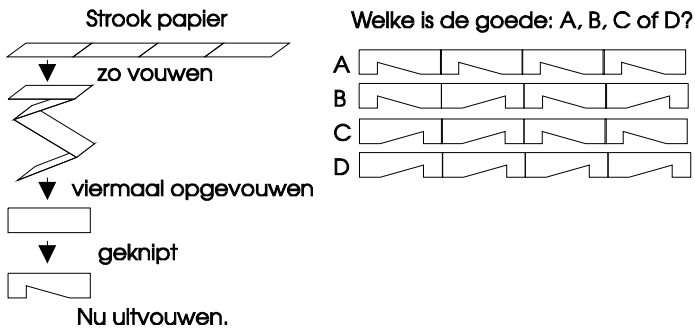 Strook papier
zo vouwen
viermaal opgevouwen
geknipt
Nu uitvouwen.
Welke is de goede: A, B, C of D?
A
B
C
D